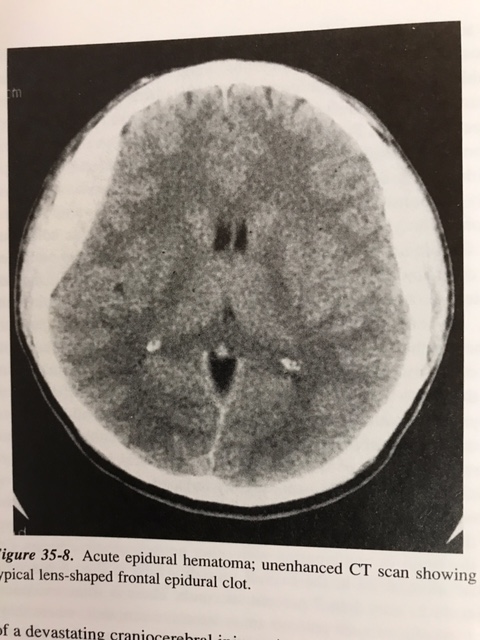 cm
d
igure 35-8. Acute epidural hematoma; unenhanced CT scan showing
ypical lens-shaped frontal epidural clot.
of a devastating craniocerebral